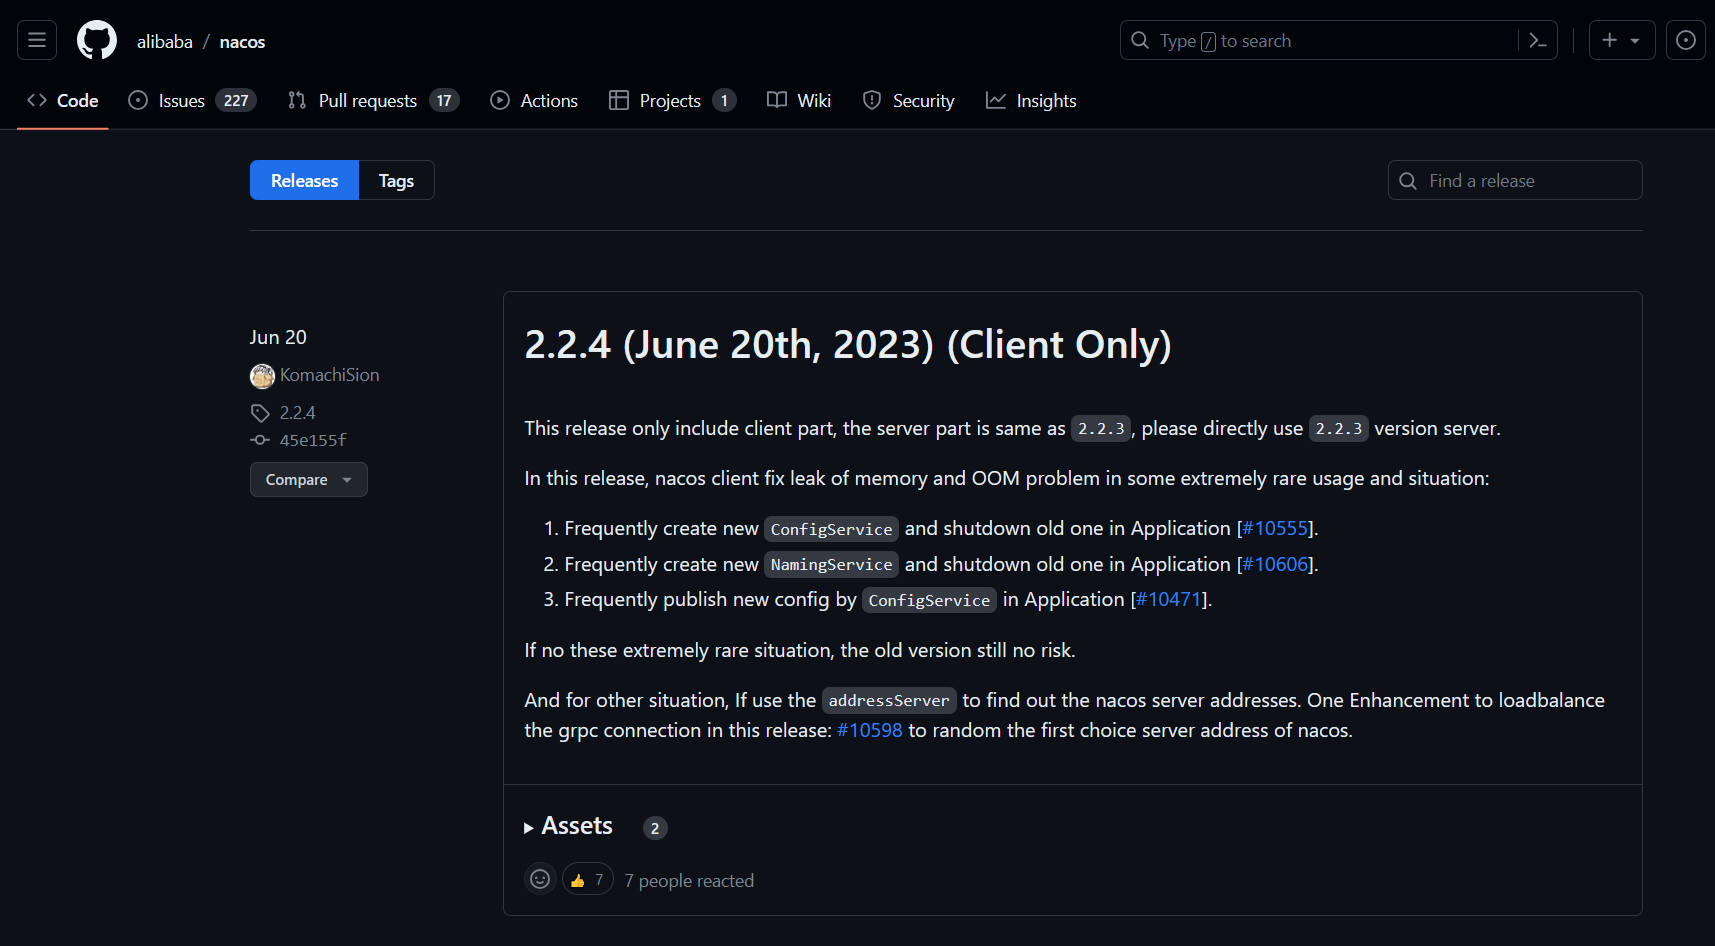 alibaba / nacos
Type / to search
Code
Issues 227
Pull requests 17
Actions
Projects 1
Wiki
Security
Insights
Releases
Tags
Find a release
Jun 20
KomachiSion
2.2.4
45e155f
Compare
2.2.4 (June 20th, 2023) (Client Only)
This release only include client part, the server part is same as 2.2.3, please directly use 2.2.3 version server.
In this release, nacos client fix leak of memory and OOM problem in some extremely rare usage and situation:
1. Frequently create new ConfigService and shutdown old one in Application [#10555].
2. Frequently create new NamingService and shutdown old one in Application [#10606].
3. Frequently publish new config by ConfigService in Application [#10471].
If no these extremely rare situation, the old version still no risk.
And for other situation, If use the addressServer to find out the nacos server addresses. One Enhancement to loadbalance
the grpc connection in this release: #10598 to random the first choice server address of nacos.
Assets 2
👍 7
7 people reacted